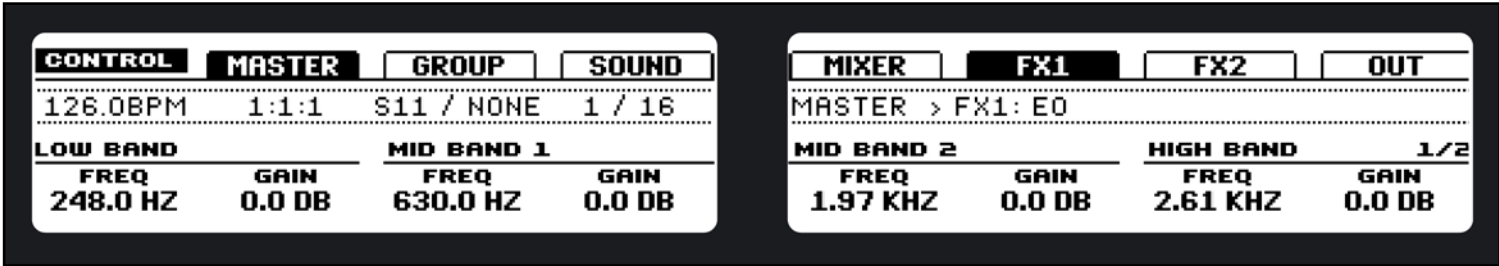 CONTROL MASTER GROUP SOUND
126.0BPM 1:1:1 S11 / NONE 1 / 16
LOW BAND MID BAND 1
FREQ GAIN FREQ GAIN
248.0 HZ 0.0 DB 630.0 HZ 0.0 DB
MIXER FX1 FX2 OUT
MASTER > FX1: EQ
MID BAND 2 HIGH BAND 1/2
FREQ GAIN FREQ GAIN
1.97 KHZ 0.0 DB 2.61 KHZ 0.0 DB